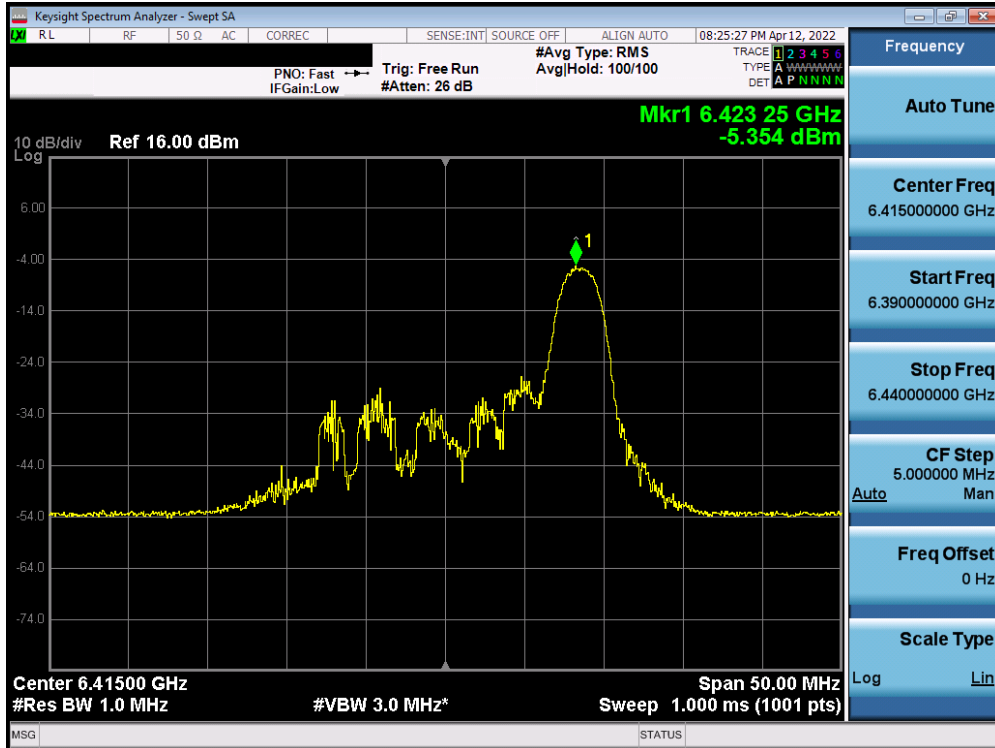 Keysight Spectrum Analyzer - Swept SA
LXI RL RF 50 Ω AC CORREC SENSE:INT SOURCE OFF ALIGN AUTO 08:25:27 PM Apr 12, 2022
PNO: Fast
IFGain:Low
Trig: Free Run
#Atten: 26 dB
#Avg Type: RMS
Avg|Hold: 100/100
TRACE 1 2 3 4 5 6
TYPE A WWWWW
DET A P N N N N
Mkr1 6.423 25 GHz
-5.354 dBm
10 dB/div Ref 16.00 dBm
Log
6.00
-4.00
-14.0
-24.0
-34.0
-44.0
-54.0
-64.0
-74.0
1
Center 6.41500 GHz
#Res BW 1.0 MHz
#VBW 3.0 MHz*
Span 50.00 MHz
Sweep 1.000 ms (1001 pts)
MSG
STATUS
Frequency
Auto Tune
Center Freq
6.415000000 GHz
Start Freq
6.390000000 GHz
Stop Freq
6.440000000 GHz
CF Step
5.000000 MHz
Auto Man
Freq Offset
0 Hz
Scale Type
Log Lin